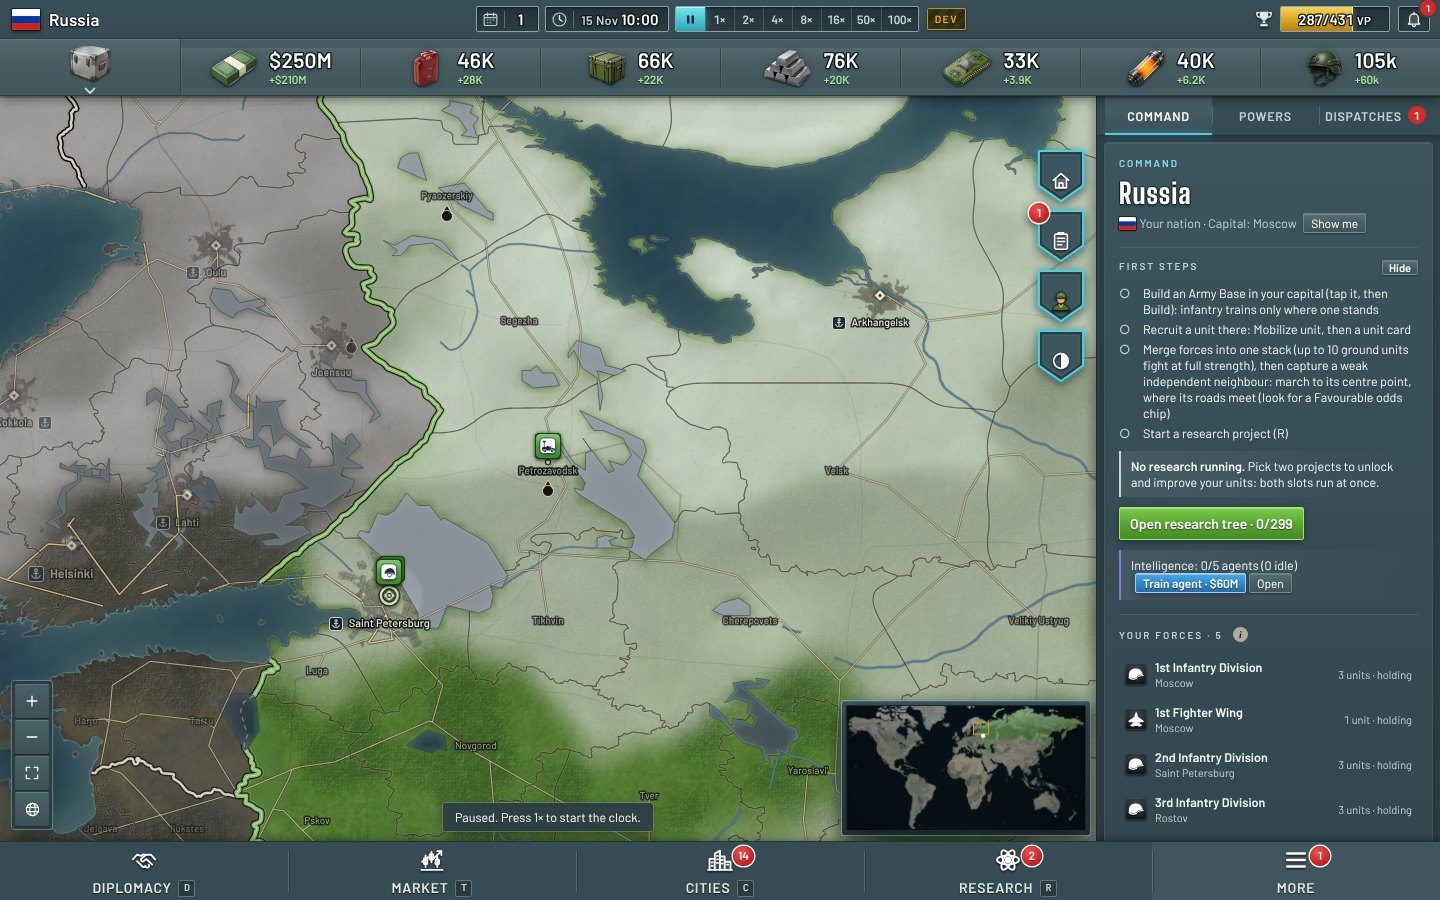 Russia
1
15 Nov 10:00
1× 2× 4× 8× 16× 50× 100×
DEV
287/431 VP
1
$250M
+$210M
46K
+28K
66K
+22K
76K
+20K
33K
+3.9K
40K
+6.2K
105k
+60k
Pyaozerskiy
Oulu
Segezha
Arkhangelsk
Joensuu
Kokkola
Petrozavodsk
Velsk
Lahti
Helsinki
Saint Petersburg
Tikhvin
Cherepovets
Velikiy Ustyug
Luga
Harju
Tartu
Novgorod
Yaroslavl'
Tver
Pskov
Jelgava
Kukstes
1
+
−
Paused. Press 1× to start the clock.
COMMAND
POWERS
DISPATCHES 1
COMMAND
Russia
Your nation · Capital: Moscow
Show me
FIRST STEPS
Hide
Build an Army Base in your capital (tap it, then
Build): infantry trains only where one stands
Recruit a unit there: Mobilize unit, then a unit card
Merge forces into one stack (up to 10 ground units
fight at full strength), then capture a weak
independent neighbour: march to its centre point,
where its roads meet (look for a Favourable odds
chip)
Start a research project (R)
No research running. Pick two projects to unlock
and improve your units: both slots run at once.
Open research tree · 0/299
Intelligence: 0/5 agents (0 idle)
Train agent · $60M
Open
YOUR FORCES · 5 i
1st Infantry Division
Moscow
3 units · holding
1st Fighter Wing
Moscow
1 unit · holding
2nd Infantry Division
Saint Petersburg
3 units · holding
3rd Infantry Division
Rostov
3 units · holding
DIPLOMACY D
MARKET T
14
CITIES C
2
RESEARCH R
1
MORE